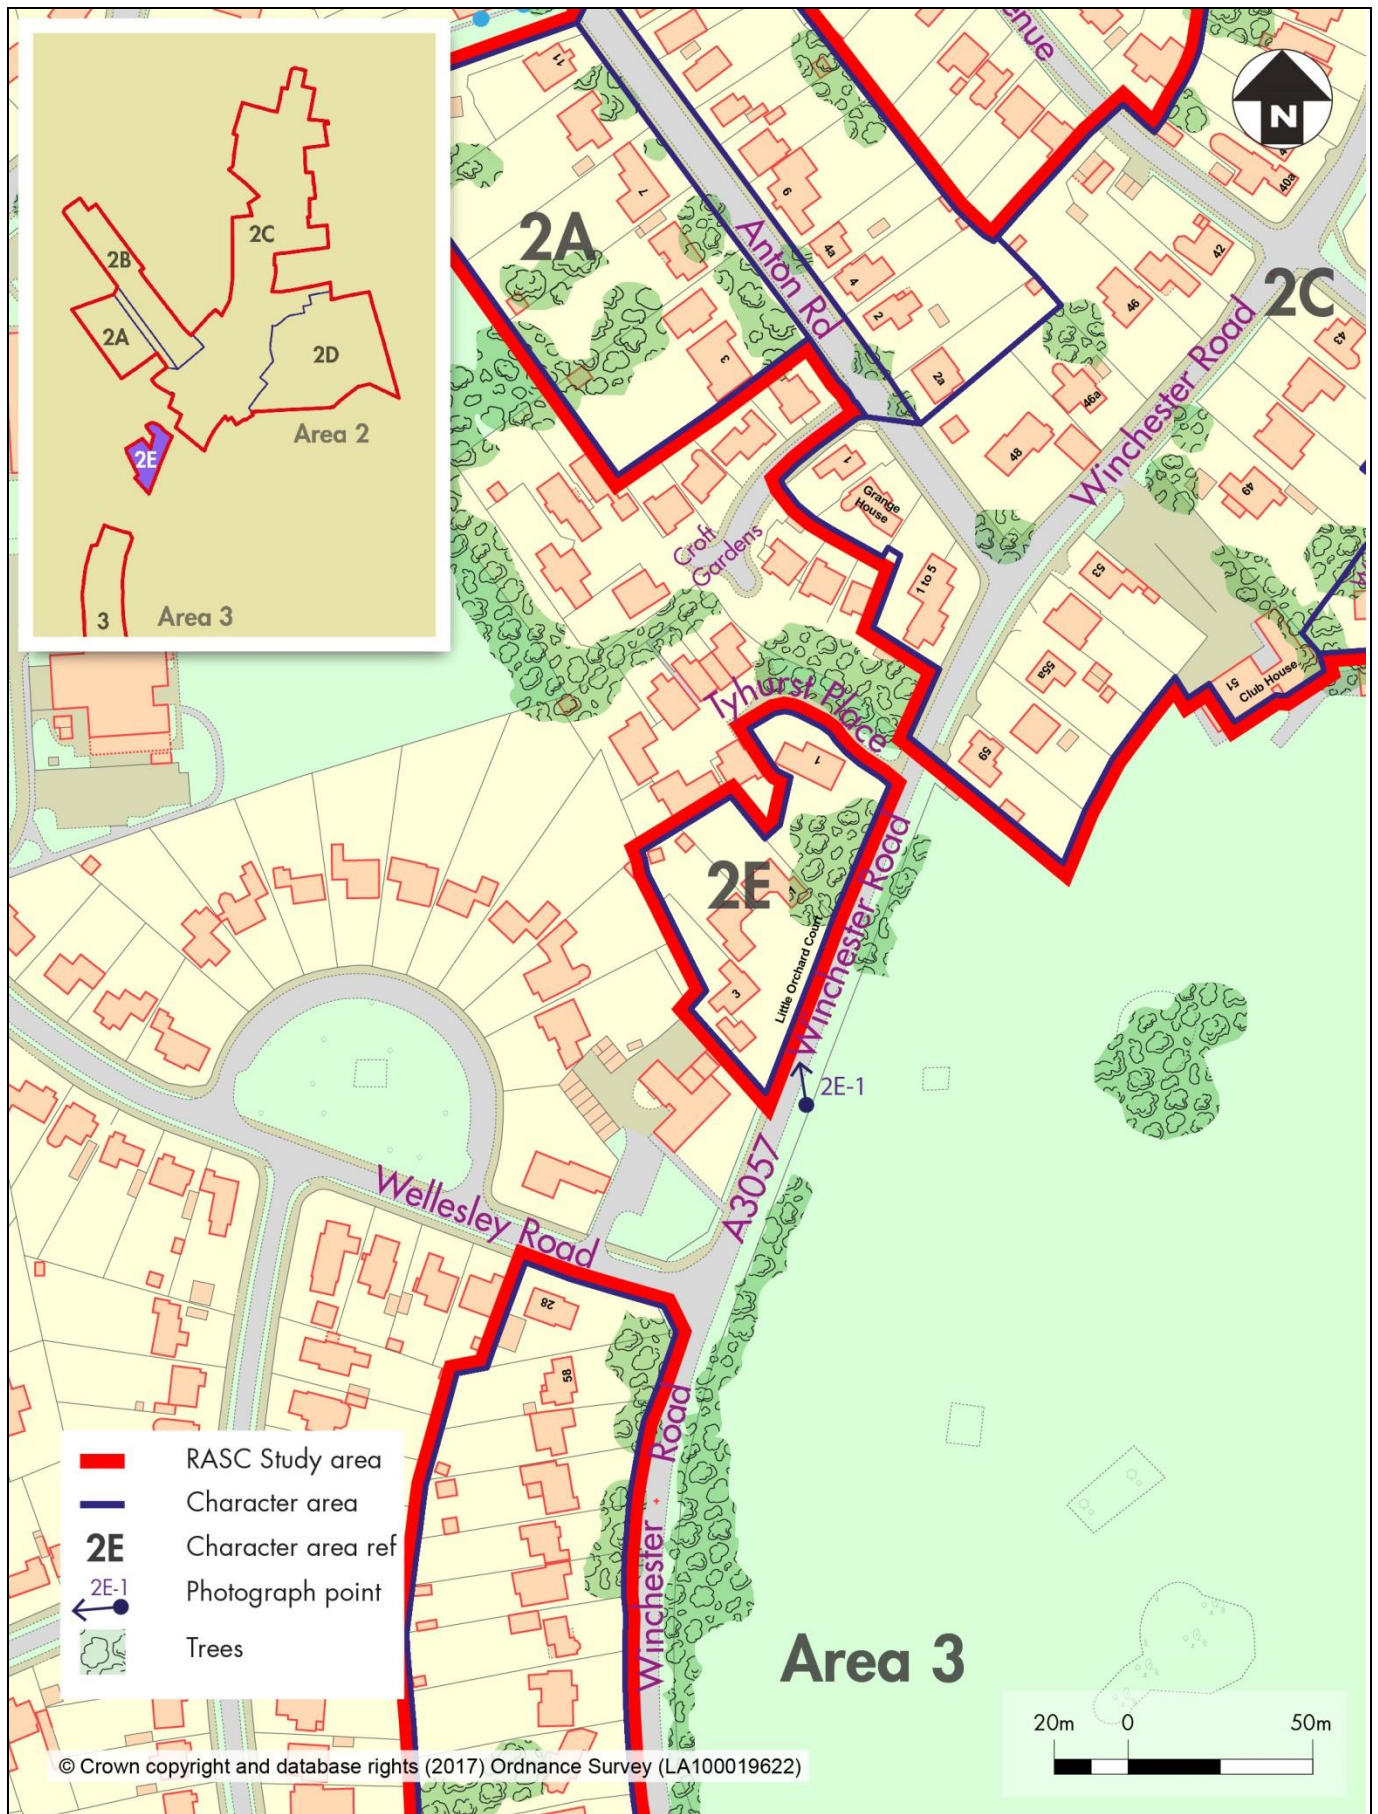 2B
2C
2A
2D
Area 2
2E
3
Area 3
enue
N
11
7
2A
6
4a
4
2
2a
3
Anton Rd
40a
42
2C
46
43
46a
48
Winchester Road
49
1
Grange
House
Croft
Gardens
1 to 5
53
55a
51
Club House
59
Tyhurst Place
1
2E
Little Orchard Court
Winchester Road
3
2E-1
A3057
Wellesley Road
28
58
Winchester Road
Area 3
RASC Study area
Character area
2E Character area ref
2E-1 Photograph point
Trees
20m 0 50m
© Crown copyright and database rights (2017) Ordnance Survey (LA100019622)